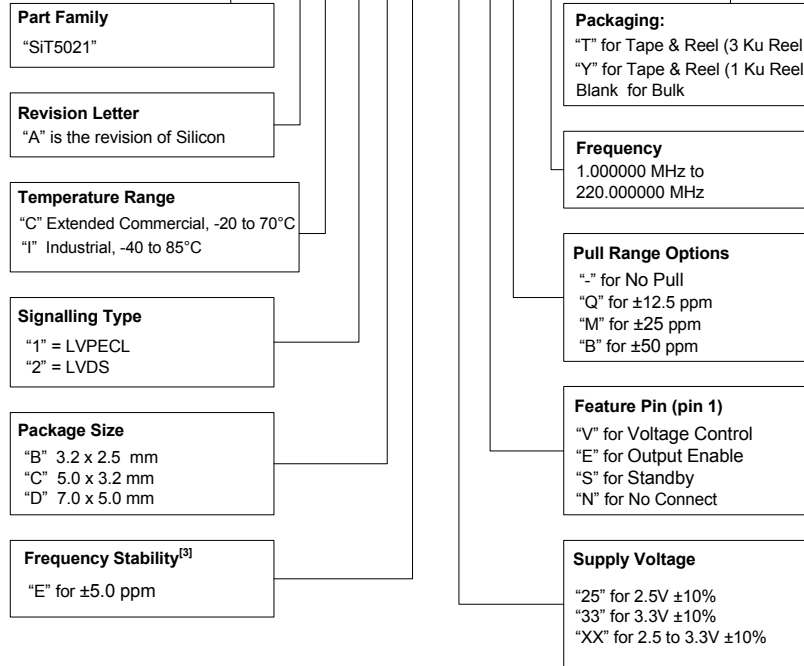 Part Family
“SiT5021”
Revision Letter
“A” is the revision of Silicon
Temperature Range
“C” Extended Commercial, -20 to 70°C
“I” Industrial, -40 to 85°C
Signalling Type
“1” = LVPECL
“2” = LVDS
Package Size
“B” 3.2 x 2.5 mm
“C” 5.0 x 3.2 mm
“D” 7.0 x 5.0 mm
Frequency Stability[3]
“E” for ±5.0 ppm
Packaging:
“T” for Tape & Reel (3 Ku Reel
“Y” for Tape & Reel (1 Ku Reel
Blank for Bulk
Frequency
1.000000 MHz to
220.000000 MHz
Pull Range Options
“-” for No Pull
“Q” for ±12.5 ppm
“M” for ±25 ppm
“B” for ±50 ppm
Feature Pin (pin 1)
“V” for Voltage Control
“E” for Output Enable
“S” for Standby
“N” for No Connect
Supply Voltage
“25” for 2.5V ±10%
“33” for 3.3V ±10%
“XX” for 2.5 to 3.3V ±10%